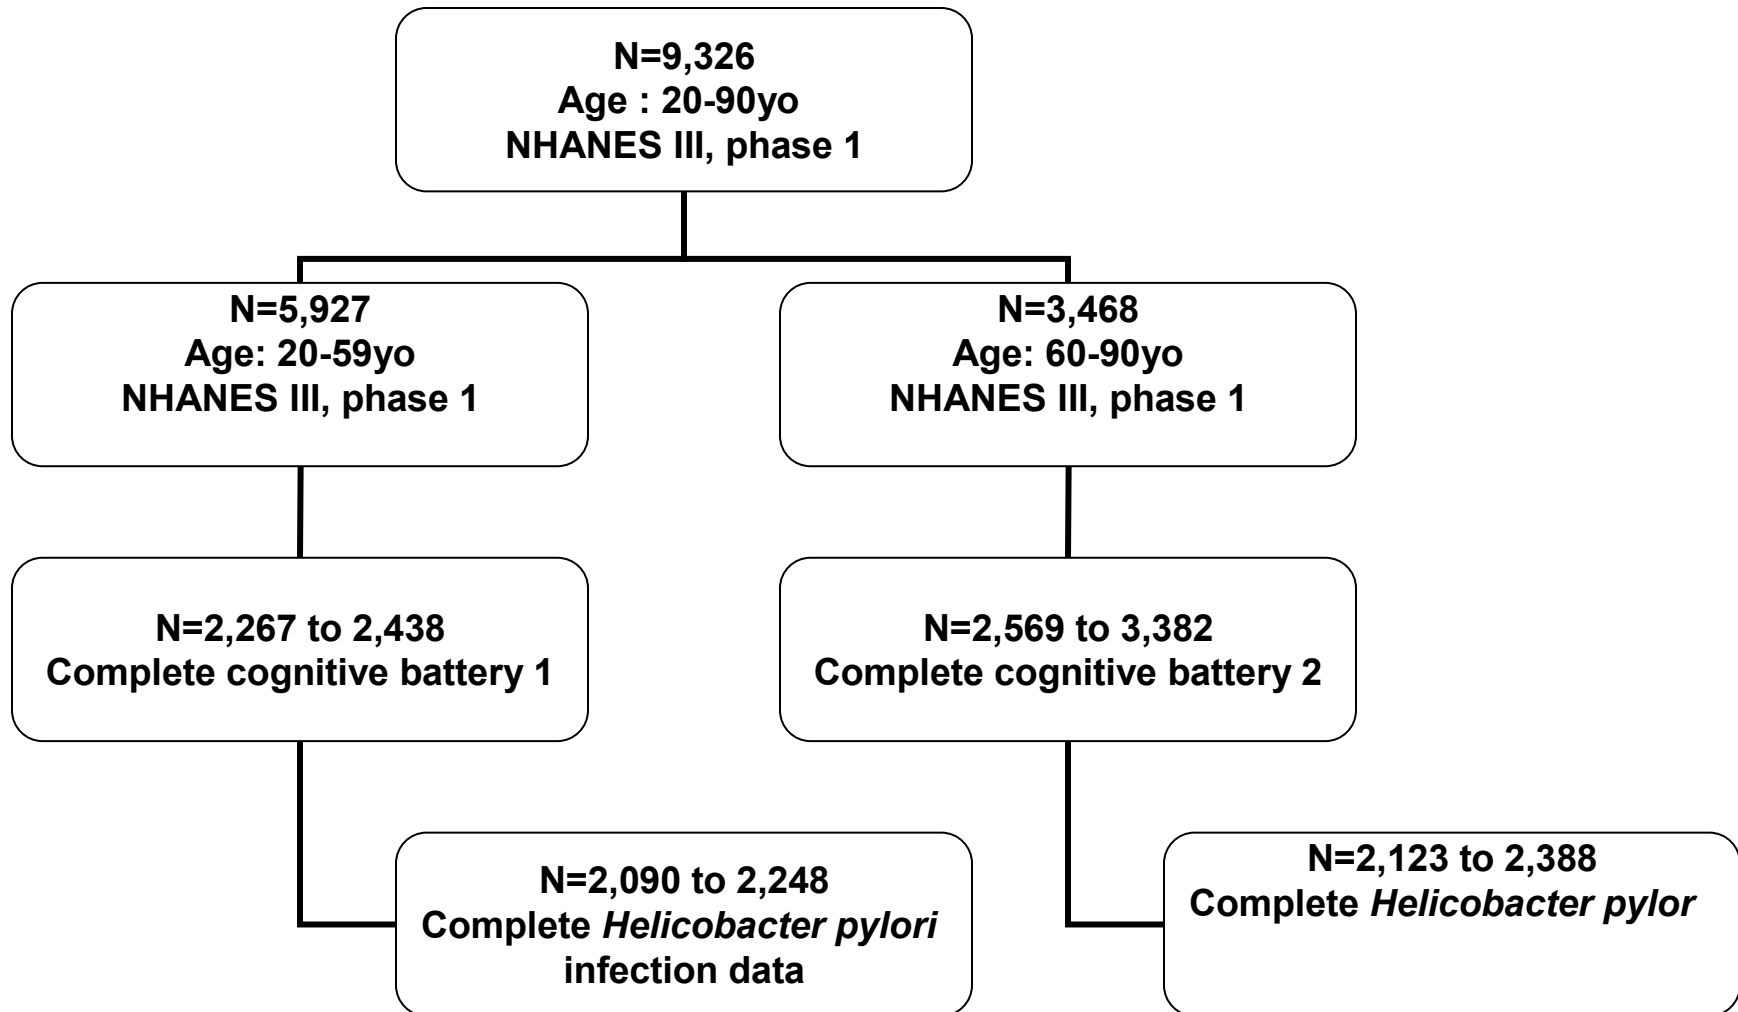 N=9,326
Age : 20-90yo
NHANES III, phase 1
N=5,927
Age: 20-59yo
NHANES III, phase 1
N=3,468
Age: 60-90yo
NHANES III, phase 1
N=2,267 to 2,438
Complete cognitive battery 1
N=2,569 to 3,382
Complete cognitive battery 2
N=2,090 to 2,248
Complete Helicobacter pylori
infection data
N=2,123 to 2,388
Complete Helicobacter pylor